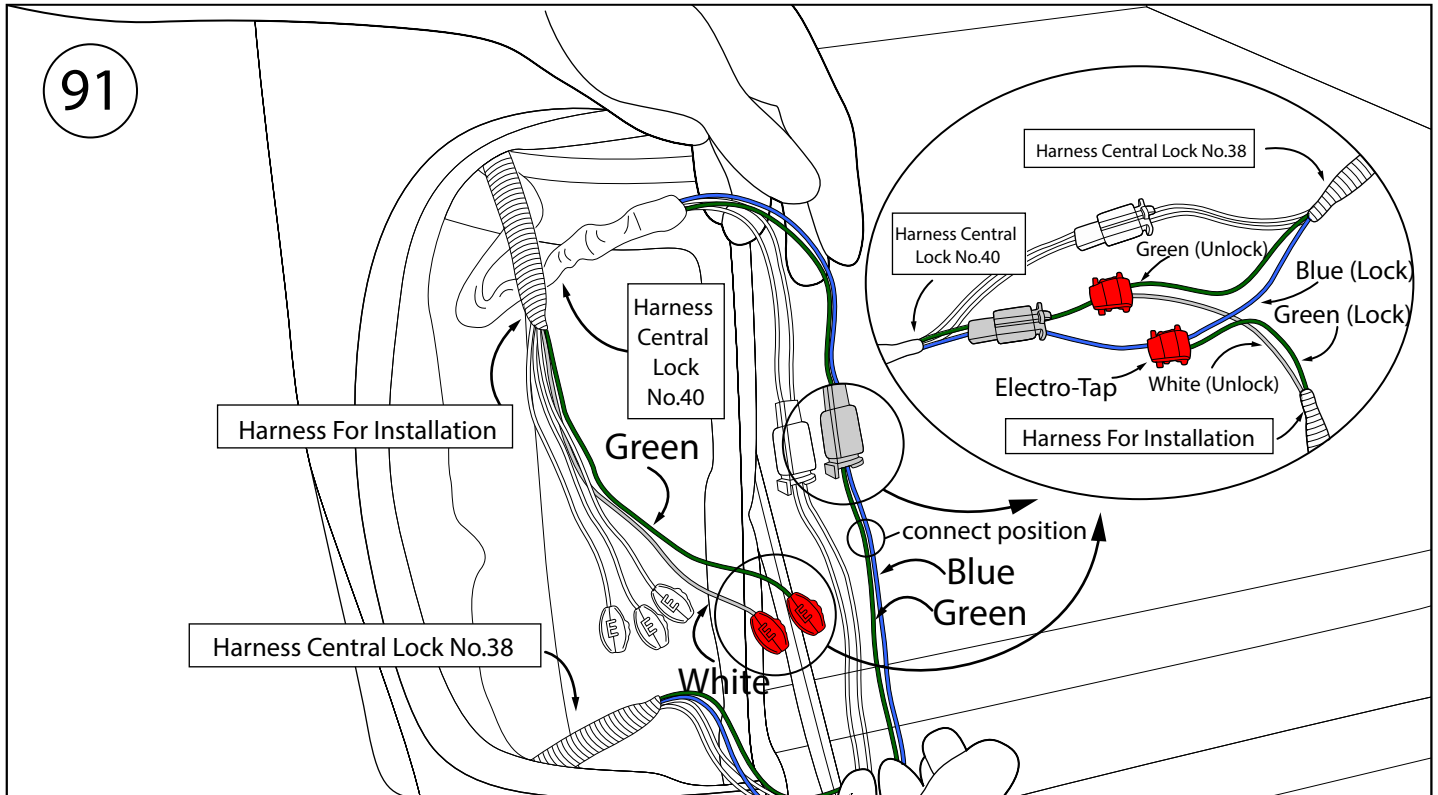 91
Harness Central Lock No.38
Harness Central
Lock No.40
Green (Unlock)
Blue (Lock)
Green (Lock)
Electro-Tap
White (Unlock)
Harness For Installation
Harness
Central
Lock
No.40
Harness For Installation
Green
connect position
Blue
Green
Harness Central Lock No.38
White